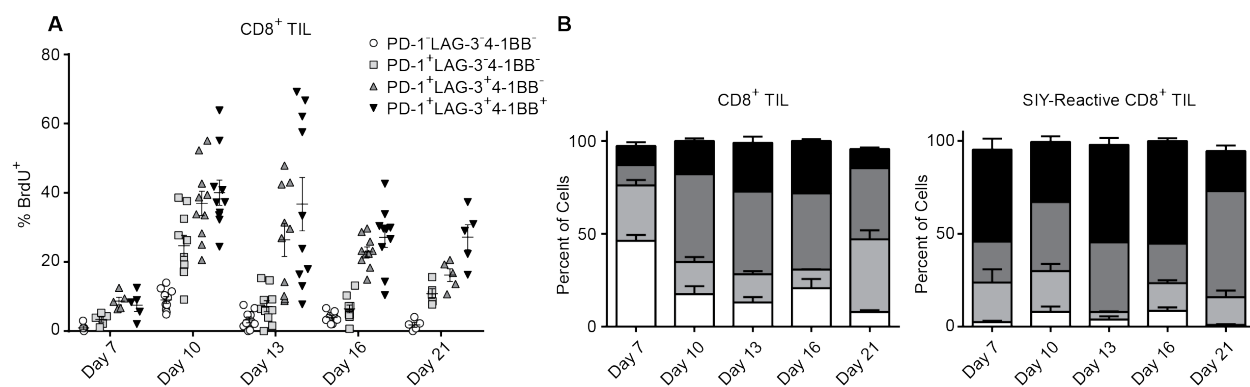 A
CD8⁺ TIL
PD-1⁻LAG-3⁻4-1BB⁻
PD-1⁺LAG-3⁻4-1BB⁻
PD-1⁺LAG-3⁺4-1BB⁻
PD-1⁺LAG-3⁺4-1BB⁺
% BrdU⁺
80
60
40
20
0
Day 7
Day 10
Day 13
Day 16
Day 21
B
CD8⁺ TIL
Percent of Cells
100
50
0
Day 7
Day 10
Day 13
Day 16
Day 21
SIY-Reactive CD8⁺ TIL
Percent of Cells
100
50
0
Day 7
Day 10
Day 13
Day 16
Day 21